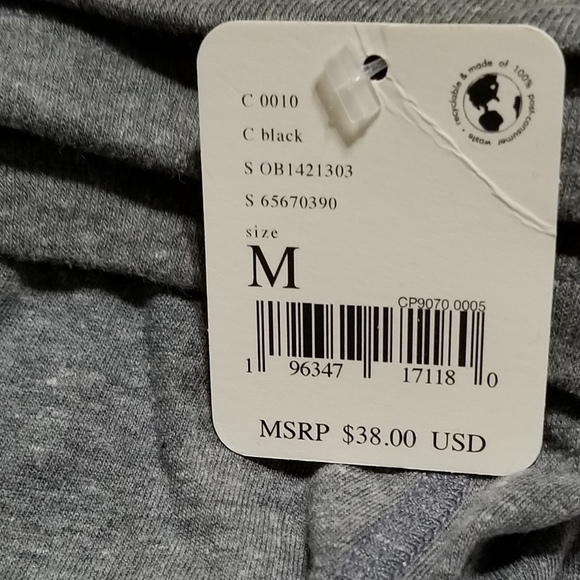 recyclable & made of 100% post-consumer waste •
C 0010
C black
S OB1421303
S 65670390
size
M
CP9070 0005
1 96347 17118 0
MSRP $38.00 USD